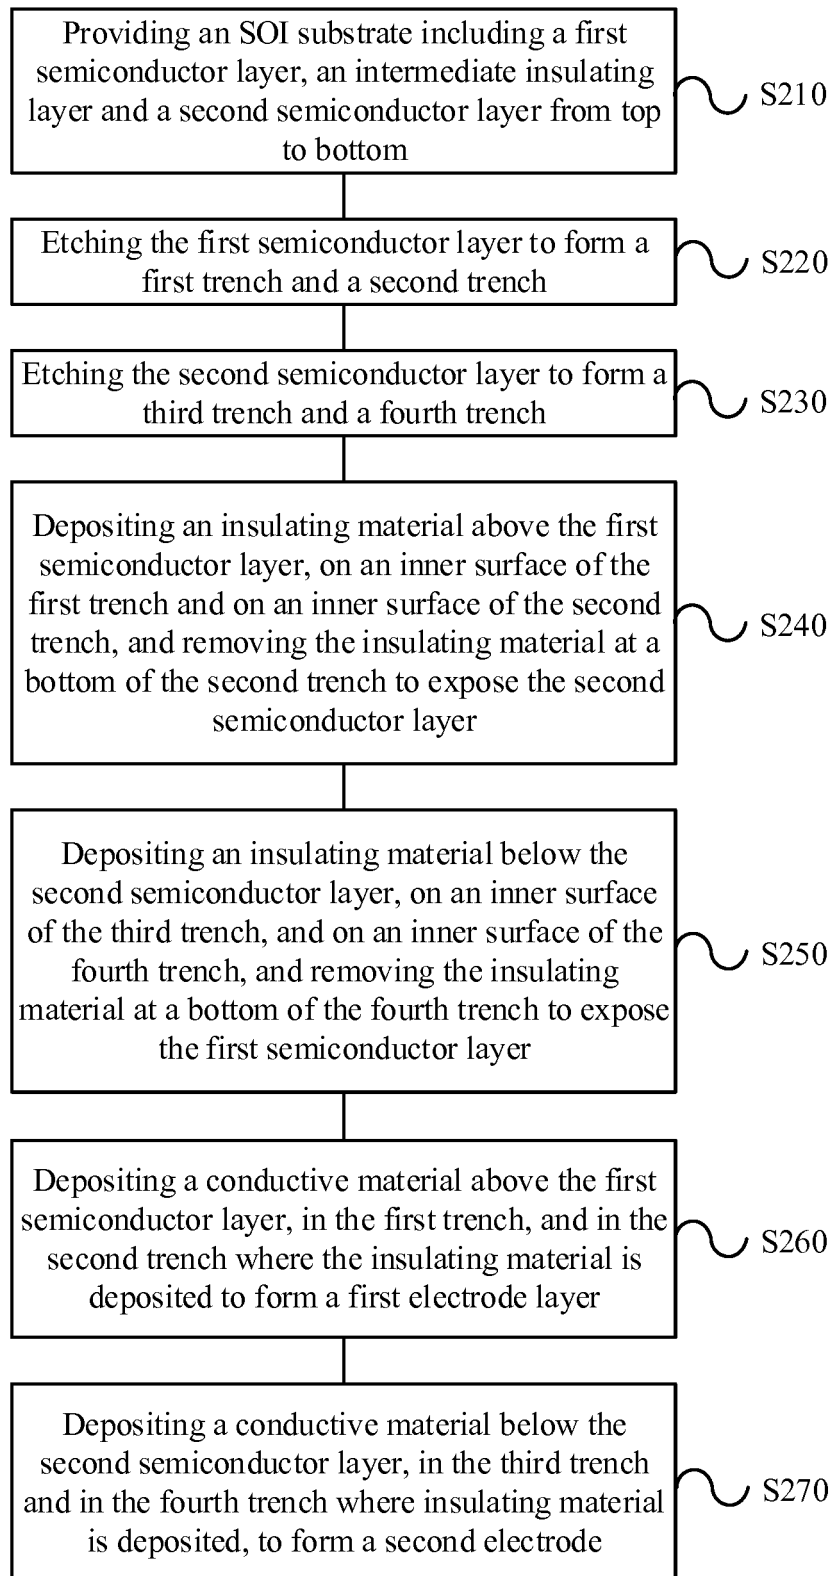 Providing an SOI substrate including a first
semiconductor layer, an intermediate insulating
layer and a second semiconductor layer from top
to bottom
S210
Etching the first semiconductor layer to form a
first trench and a second trench
S220
Etching the second semiconductor layer to form a
third trench and a fourth trench
S230
Depositing an insulating material above the first
semiconductor layer, on an inner surface of the
first trench and on an inner surface of the second
trench, and removing the insulating material at a
bottom of the second trench to expose the second
semiconductor layer
S240
Depositing an insulating material below the
second semiconductor layer, on an inner surface
of the third trench, and on an inner surface of the
fourth trench, and removing the insulating
material at a bottom of the fourth trench to expose
the first semiconductor layer
S250
Depositing a conductive material above the first
semiconductor layer, in the first trench, and in the
second trench where the insulating material is
deposited to form a first electrode layer
S260
Depositing a conductive material below the
second semiconductor layer, in the third trench
and in the fourth trench where insulating material
is deposited, to form a second electrode
S270